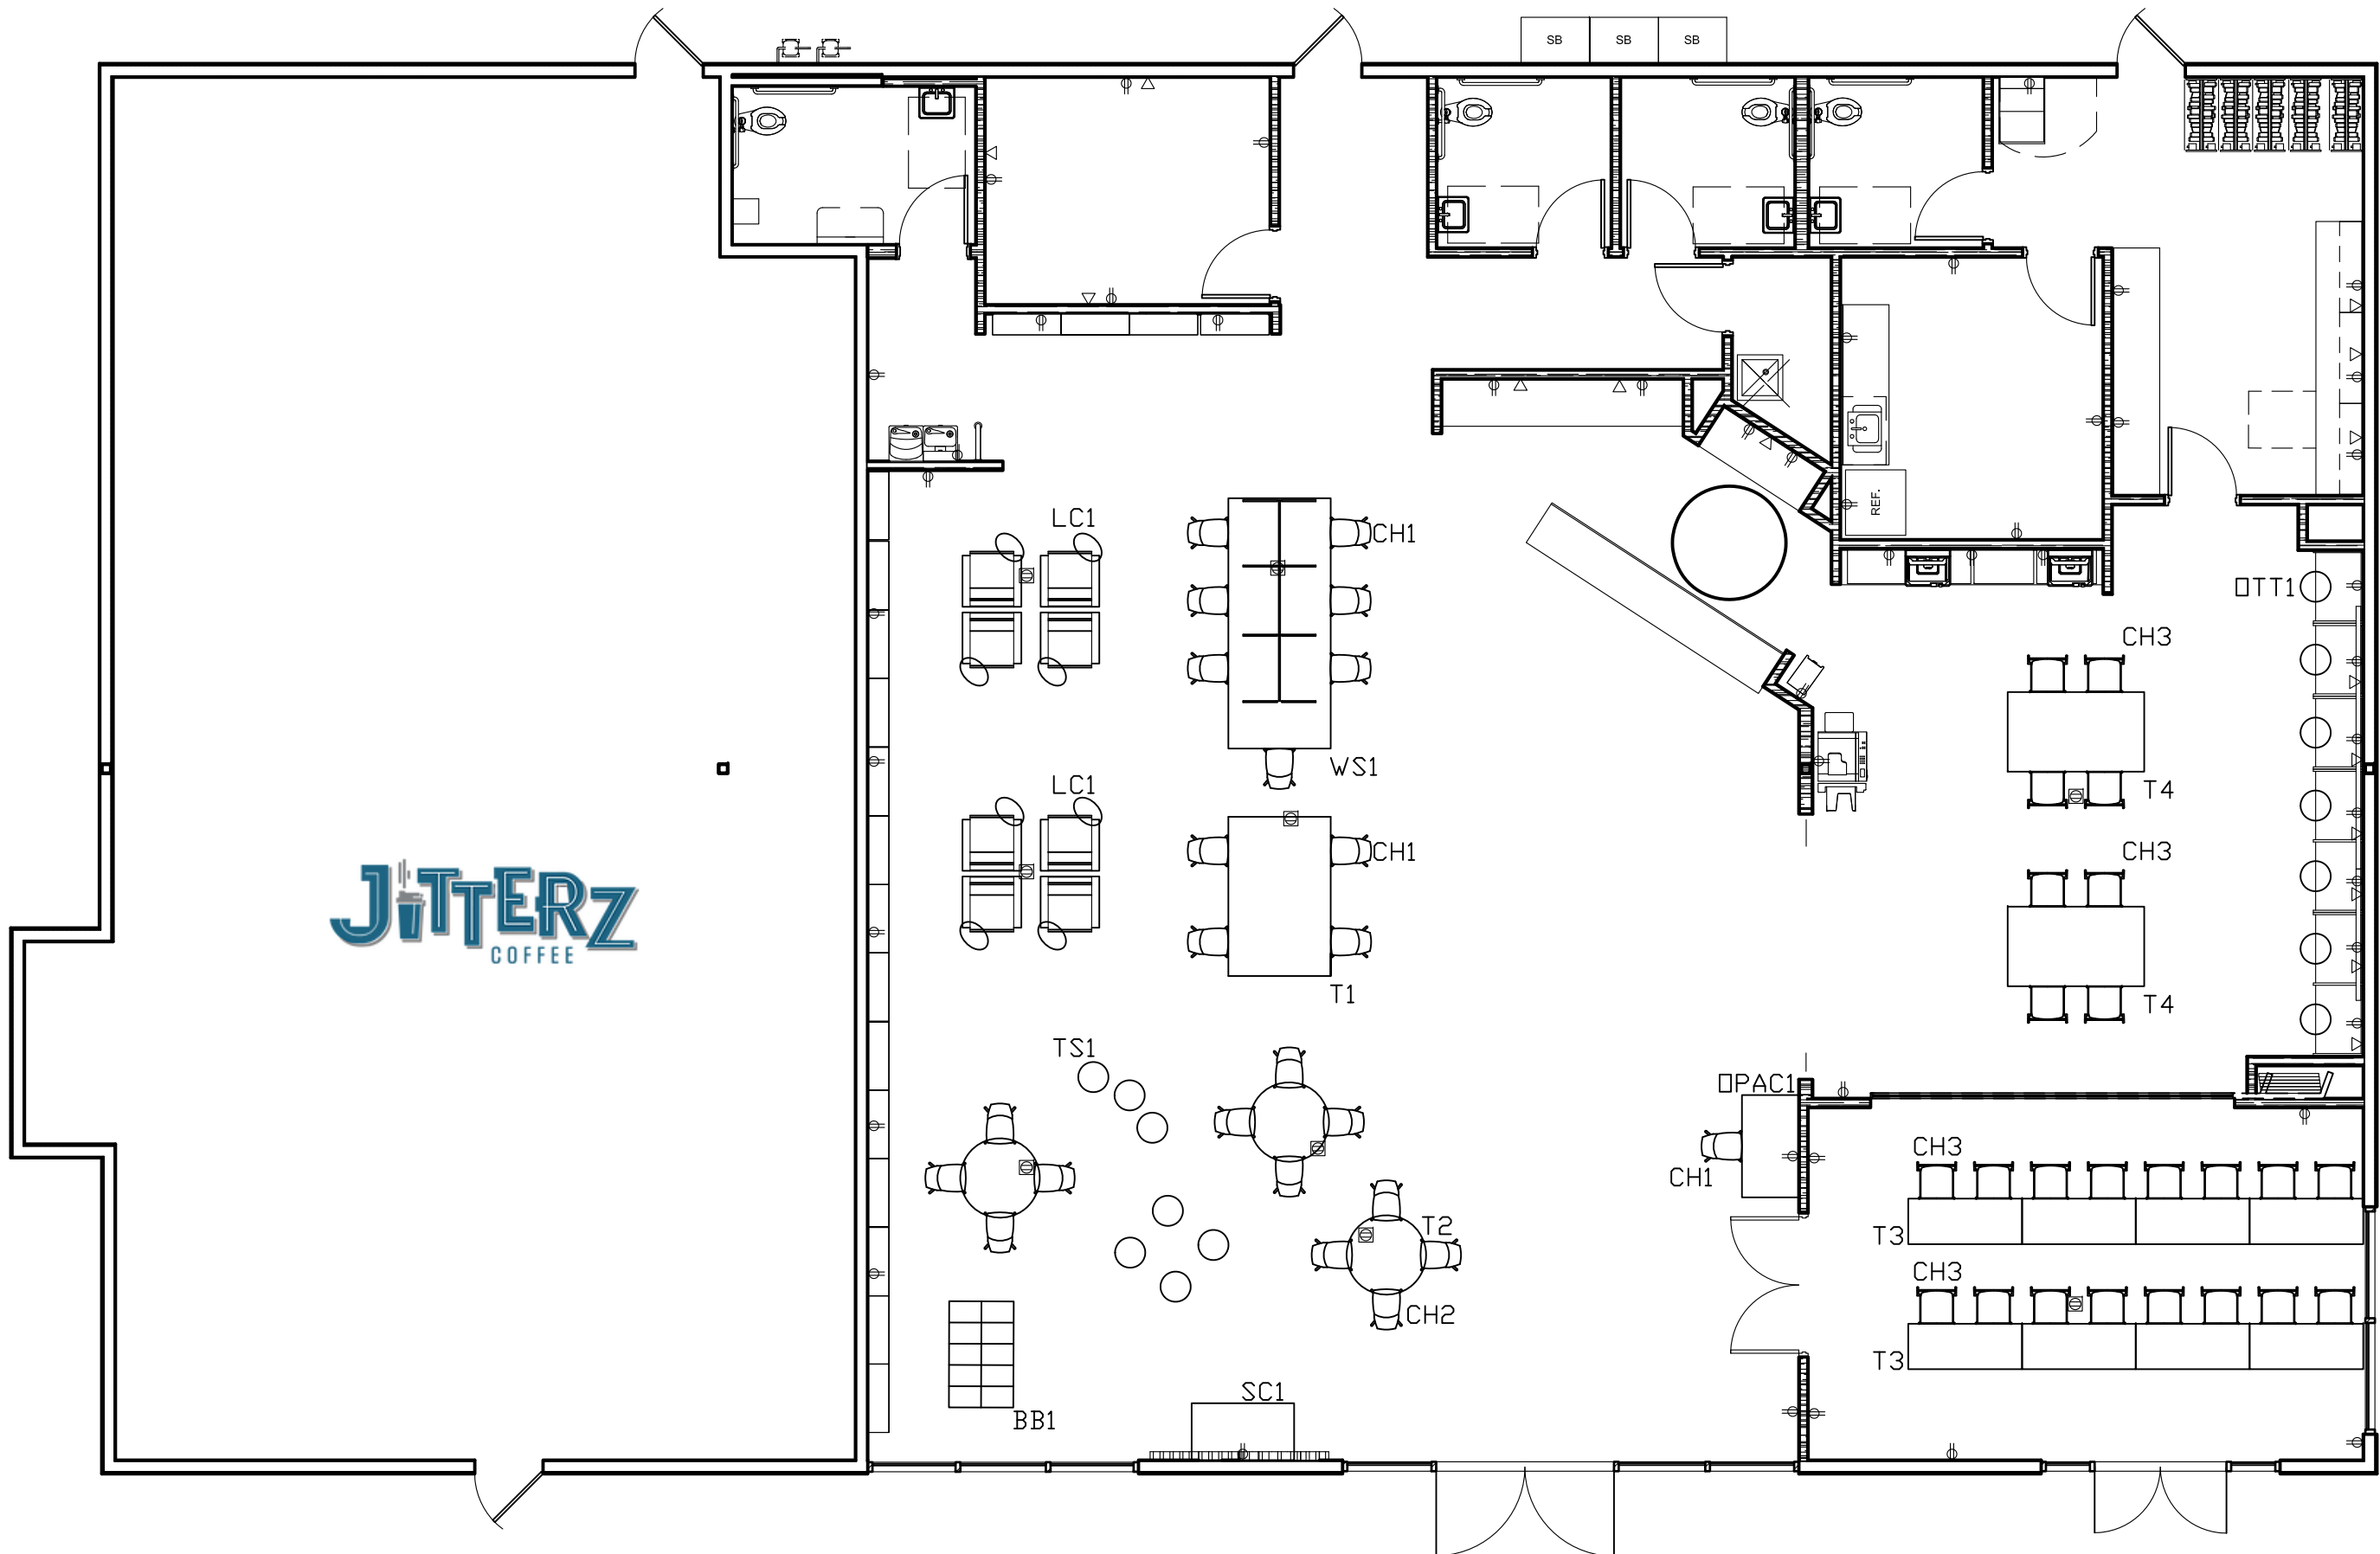 SB
SB
SB
REF.
LC1
CH1
OTT1
CH3
WS1
T4
LC1
CH1
CH3
JITTERZ
COFFEE
T1
T4
TS1
OPAC1
CH3
CH1
T2
T3
CH3
CH2
T3
SC1
BB1